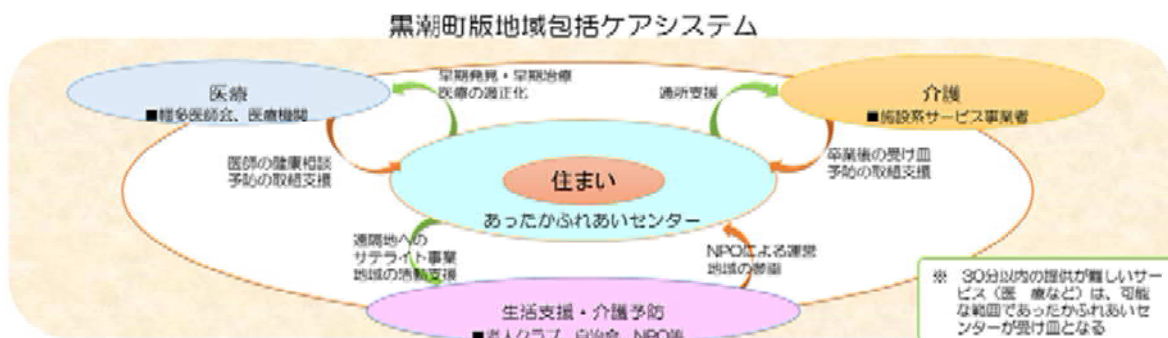 黒潮町版地域包括ケアシステム
医療
■幡多医師会、医療機関
早期発見・早期治療
医療の適正化
通所支援
介護
■施設系サービス事業者
医師の健康相談
予防の取組支援
卒業後の受け皿
予防の取組支援
住まい
あったかふれあいセンター
遠隔地への
サテライト事業
地域の活動支援
NPOによる運営
地域の参画
生活支援・介護予防
■老人クラブ、自治会、NPO等
※ 30分以内の提供が難しいサー
ビス（医 療など）は、可能
な範囲であったかふれあいセ
ンターが受け皿となる